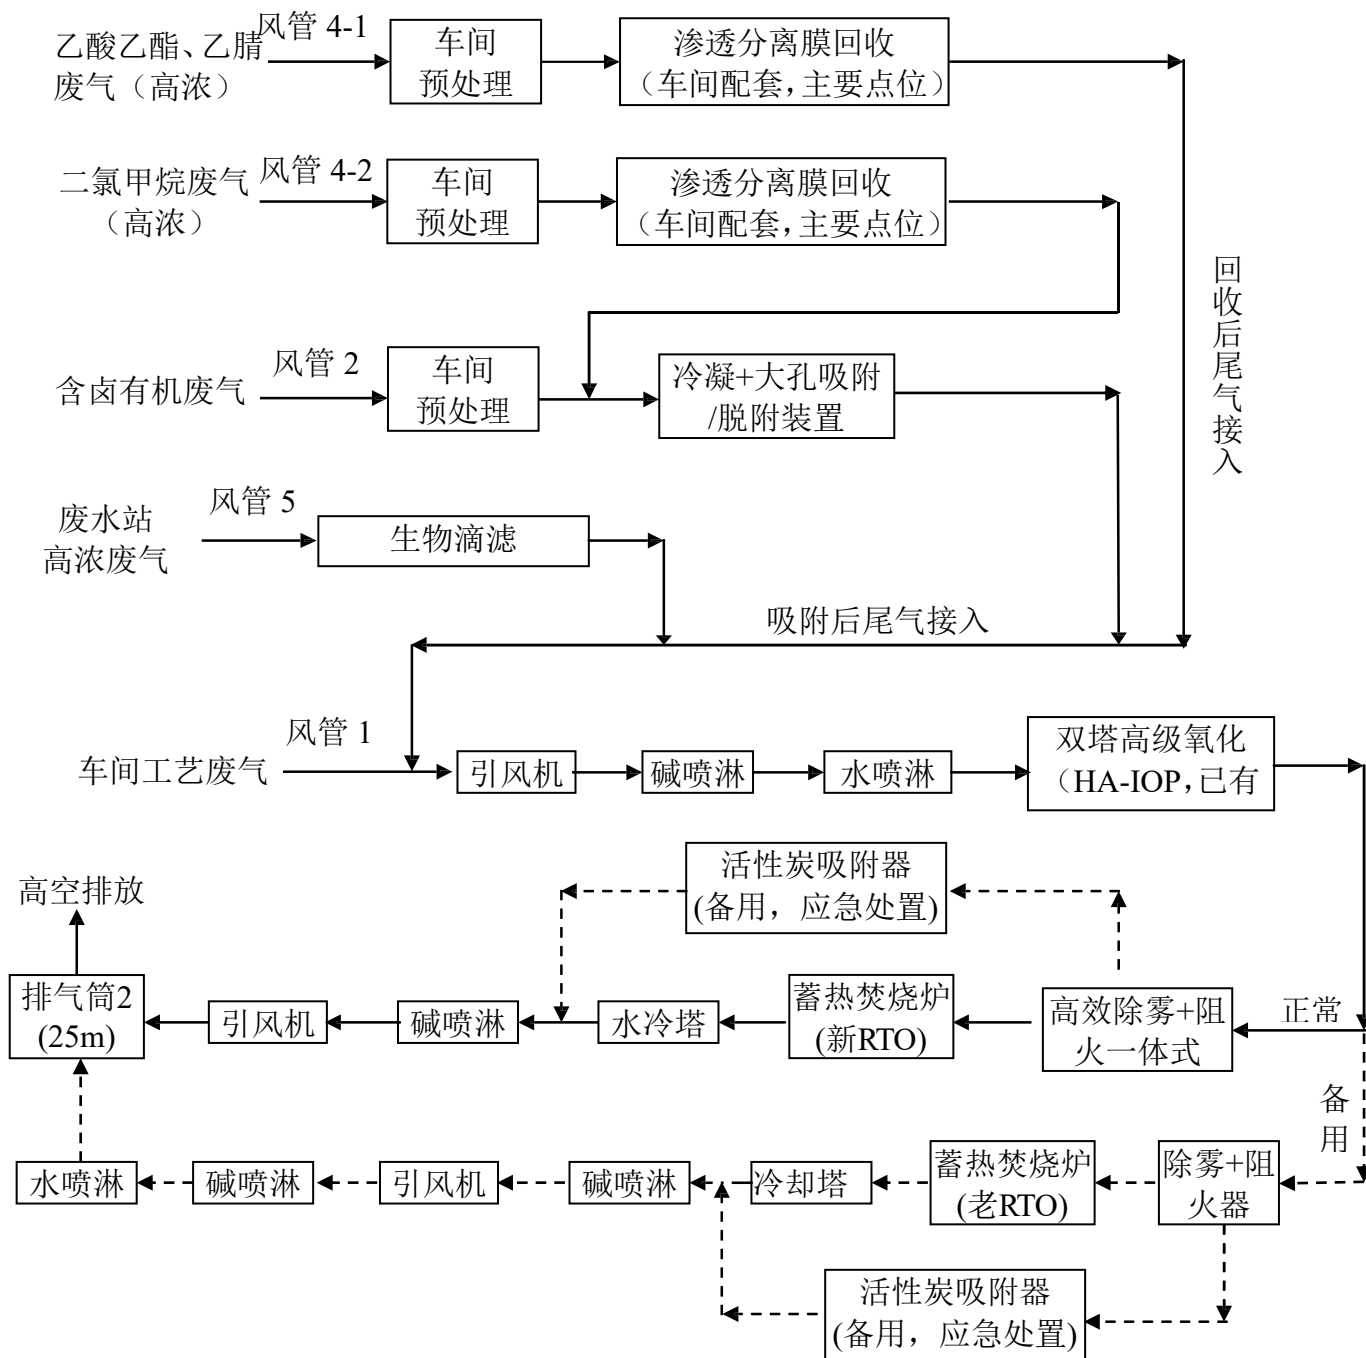 风管 4-1
乙酸乙酯、乙腈
废气（高浓）
车间
预处理
渗透分离膜回收
（车间配套，主要点位）
风管 4-2
二氯甲烷废气
（高浓）
车间
预处理
渗透分离膜回收
（车间配套，主要点位）
回收后尾气接入
风管 2
含卤有机废气
车间
预处理
冷凝+大孔吸附
/脱附装置
风管 5
废水站
高浓废气
生物滴滤
吸附后尾气接入
风管 1
车间工艺废气
引风机
碱喷淋
水喷淋
双塔高级氧化
（HA-IOP，已有
活性炭吸附器
(备用，应急处置)
高空排放
排气筒2
(25m)
引风机
碱喷淋
水冷塔
蓄热焚烧炉
(新RTO)
高效除雾+阻
火一体式
正常
备用
水喷淋
碱喷淋
引风机
碱喷淋
冷却塔
蓄热焚烧炉
(老RTO)
除雾+阻
火器
活性炭吸附器
(备用，应急处置)